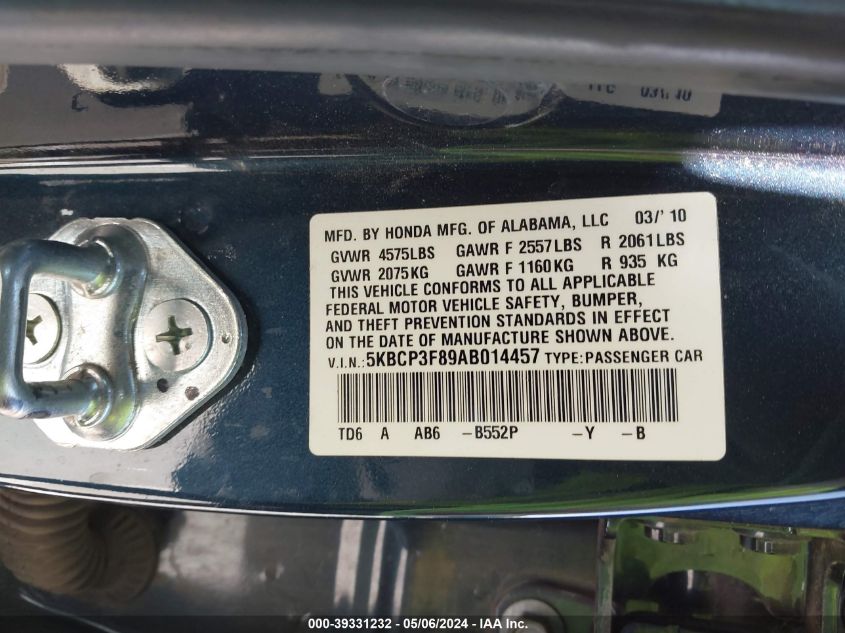 LLC 03/' 10
MFD. BY HONDA MFG. OF ALABAMA, LLC 03/' 10
GVWR 4575LBS GAWR F 2557LBS R 2061LBS
GVWR 2075KG GAWR F 1160KG R 935 KG
THIS VEHICLE CONFORMS TO ALL APPLICABLE
FEDERAL MOTOR VEHICLE SAFETY, BUMPER,
AND THEFT PREVENTION STANDARDS IN EFFECT
ON THE DATE OF MANUFACTURE SHOWN ABOVE.
V.I.N.:5KBCP3F89AB014457 TYPE:PASSENGER CAR
TD6 A AB6 -B552P -Y -B
000-39331232 - 05/06/2024 - IAA Inc.